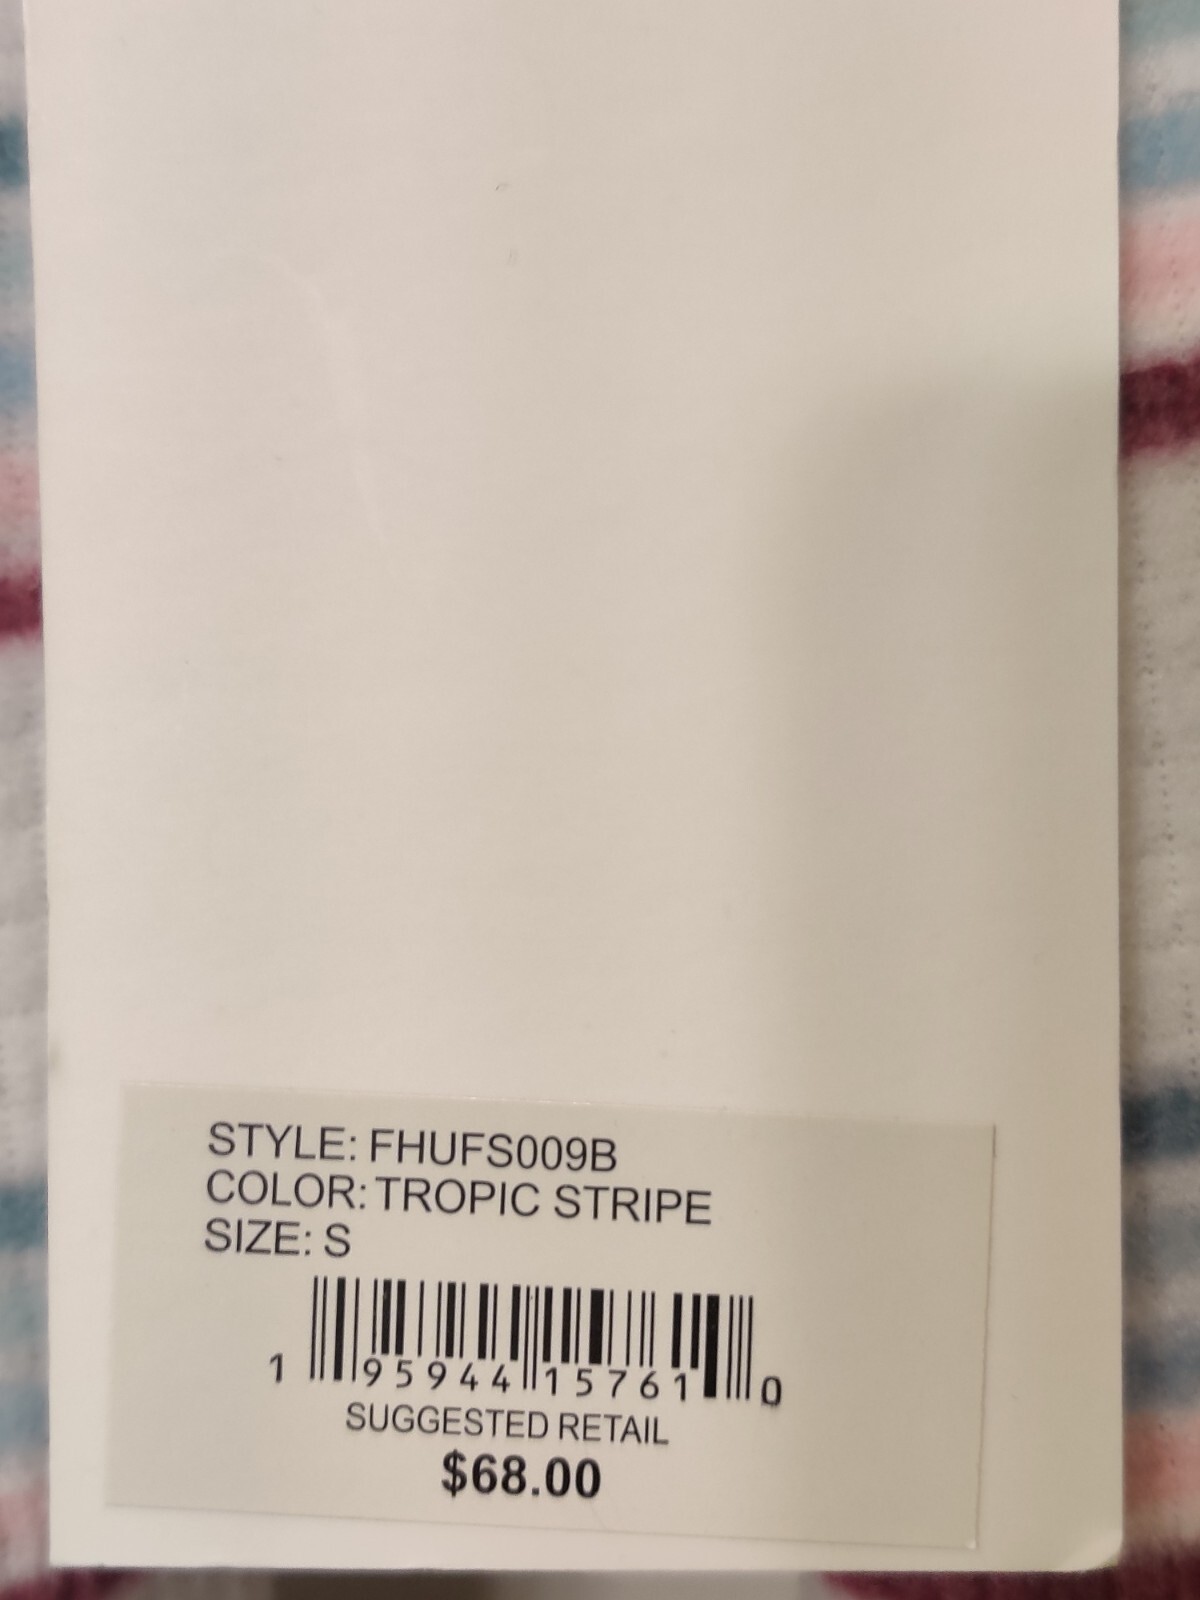 STYLE: FHUFS009B
COLOR: TROPIC STRIPE
SIZE: S
1 95944 15761 0
SUGGESTED RETAIL
$68.00